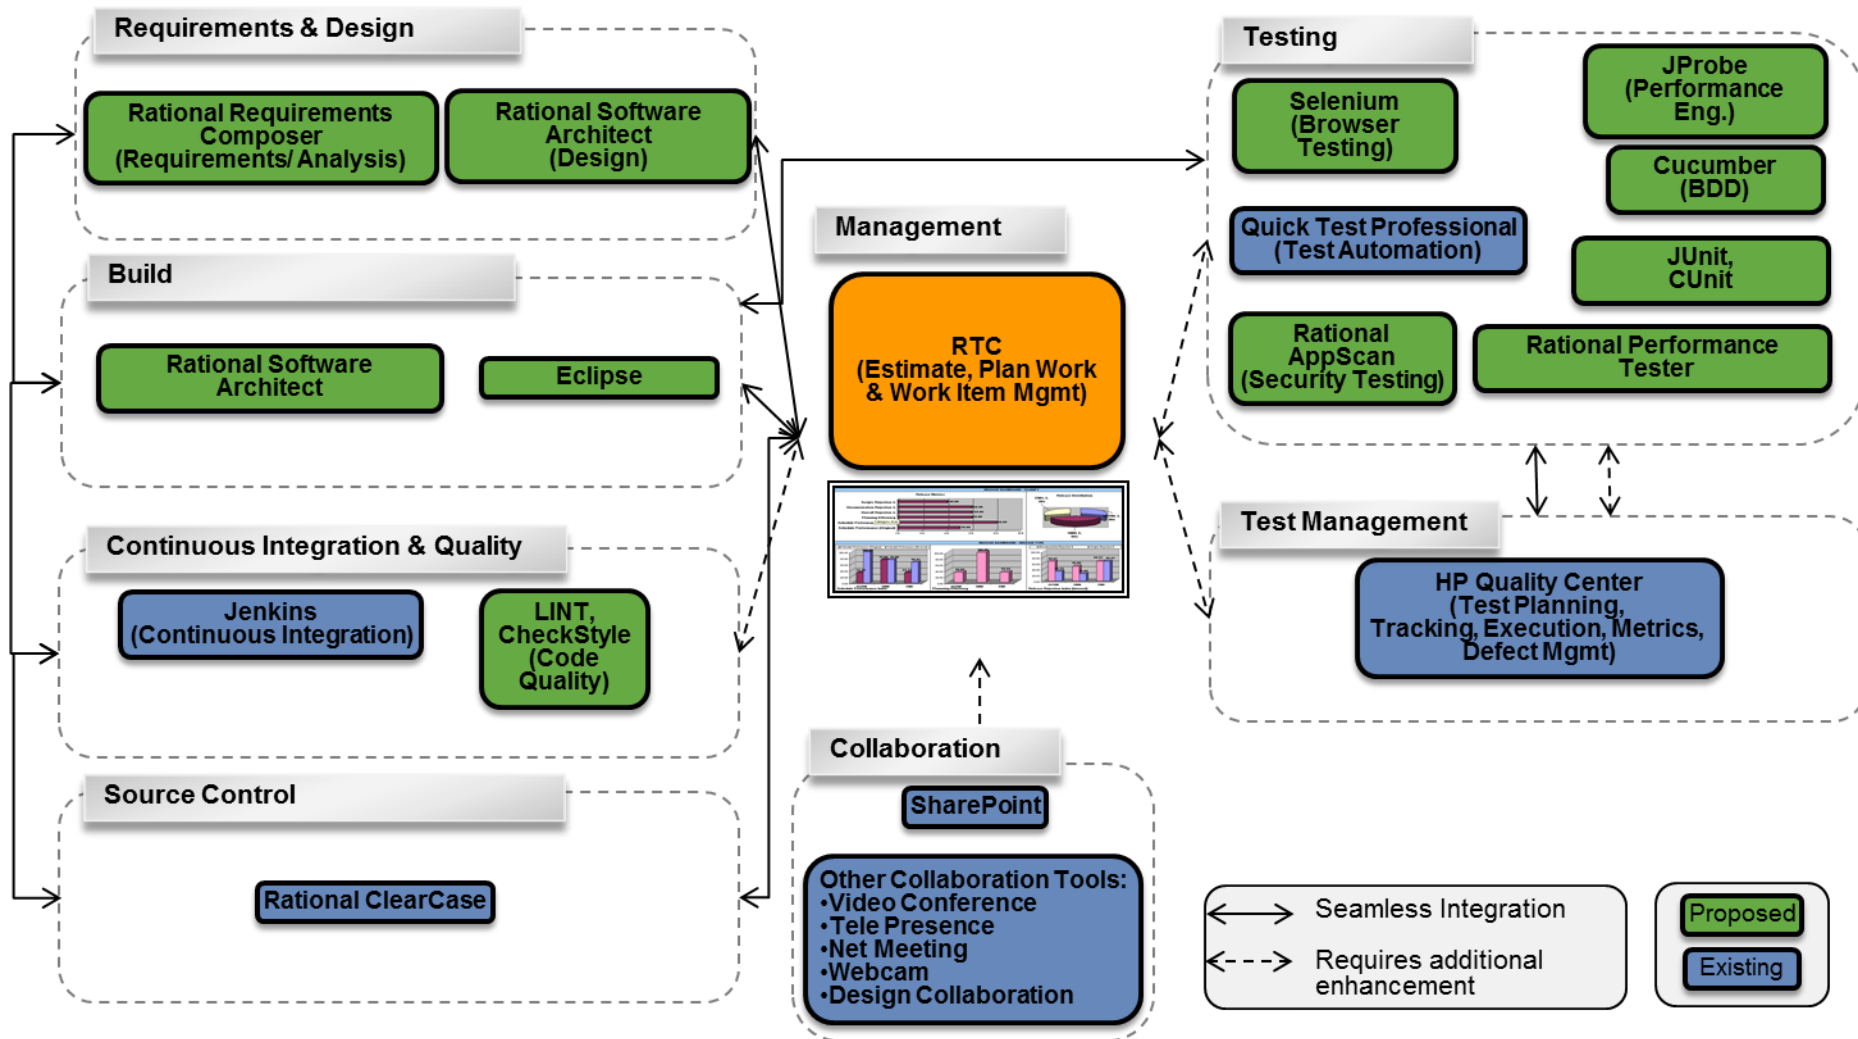 Requirements & Design
Rational Requirements
Composer
(Requirements/ Analysis)
Rational Software
Architect
(Design)
Build
Rational Software
Architect
Eclipse
Continuous Integration & Quality
Jenkins
(Continuous Integration)
LINT,
CheckStyle
(Code
Quality)
Source Control
Rational ClearCase
Management
RTC
(Estimate, Plan Work
& Work Item Mgmt)
Collaboration
SharePoint
Other Collaboration Tools:
•Video Conference
•Tele Presence
•Net Meeting
•Webcam
•Design Collaboration
Testing
Selenium
(Browser
Testing)
JProbe
(Performance
Eng.)
Cucumber
(BDD)
Quick Test Professional
(Test Automation)
JUnit,
CUnit
Rational
AppScan
(Security Testing)
Rational Performance
Tester
Test Management
HP Quality Center
(Test Planning,
Tracking, Execution, Metrics,
Defect Mgmt)
Seamless Integration
Requires additional
enhancement
Proposed
Existing